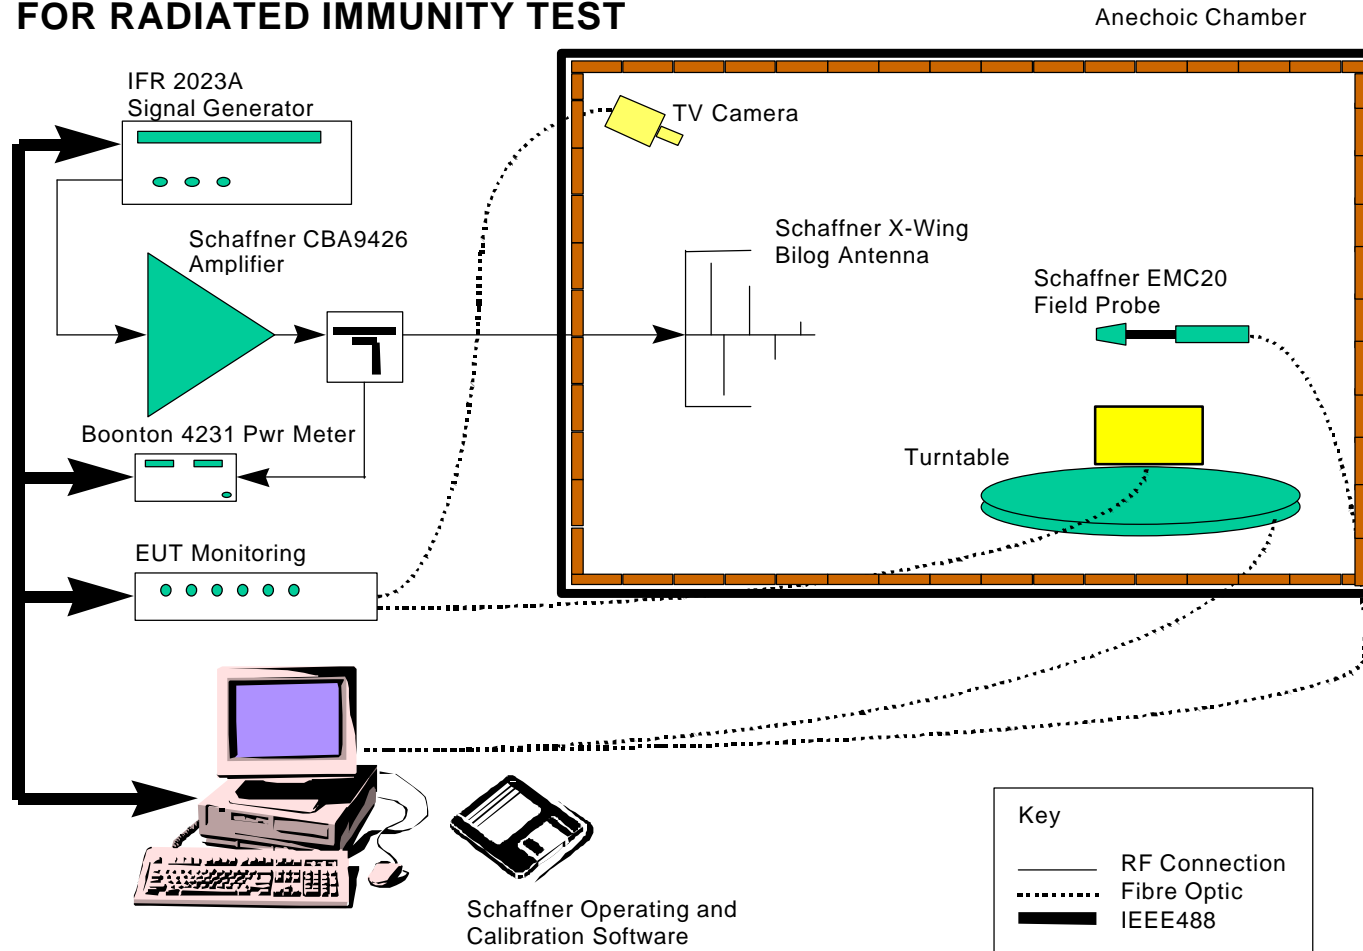 FOR RADIATED IMMUNITY TEST
Anechoic Chamber
IFR 2023A
Signal Generator
TV Camera
Schaffner CBA9426
Amplifier
Schaffner X-Wing
Bilog Antenna
Schaffner EMC20
Field Probe
Boonton 4231 Pwr Meter
Turntable
EUT Monitoring
Schaffner Operating and
Calibration Software
Key
RF Connection
Fibre Optic
IEEE488